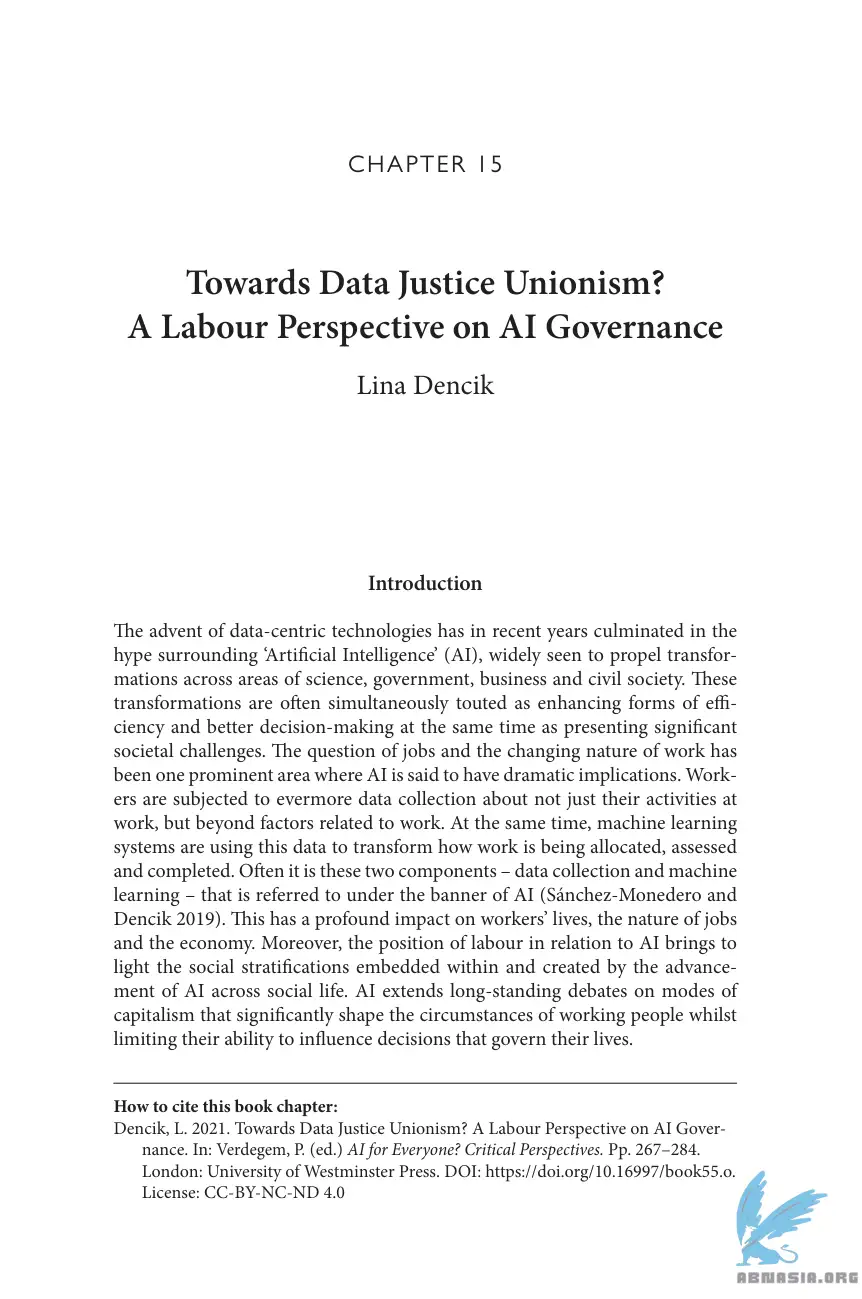 CHAPTER 15
Towards Data Justice Unionism?
A Labour Perspective on AI Governance
Lina Dencik
Introduction
The advent of data-centric technologies has in recent years culminated in the
hype surrounding ‘Artificial Intelligence’ (AI), widely seen to propel transfor-
mations across areas of science, government, business and civil society. These
transformations are often simultaneously touted as enhancing forms of effi-
ciency and better decision-making at the same time as presenting significant
societal challenges. The question of jobs and the changing nature of work has
been one prominent area where AI is said to have dramatic implications. Work-
ers are subjected to evermore data collection about not just their activities at
work, but beyond factors related to work. At the same time, machine learning
systems are using this data to transform how work is being allocated, assessed
and completed. Often it is these two components – data collection and machine
learning – that is referred to under the banner of AI (Sánchez-Monedero and
Dencik 2019). This has a profound impact on workers’ lives, the nature of jobs
and the economy. Moreover, the position of labour in relation to AI brings to
light the social stratifications embedded within and created by the advance-
ment of AI across social life. AI extends long-standing debates on modes of
capitalism that significantly shape the circumstances of working people whilst
limiting their ability to influence decisions that govern their lives.
How to cite this book chapter:
Dencik, L. 2021. Towards Data Justice Unionism? A Labour Perspective on AI Gover-
nance. In: Verdegem, P. (ed.) AI for Everyone? Critical Perspectives. Pp. 267–284.
London: University of Westminster Press. DOI: https://doi.org/10.16997/book55.o.
License: CC-BY-NC-ND 4.0
ABNASIA.ORG